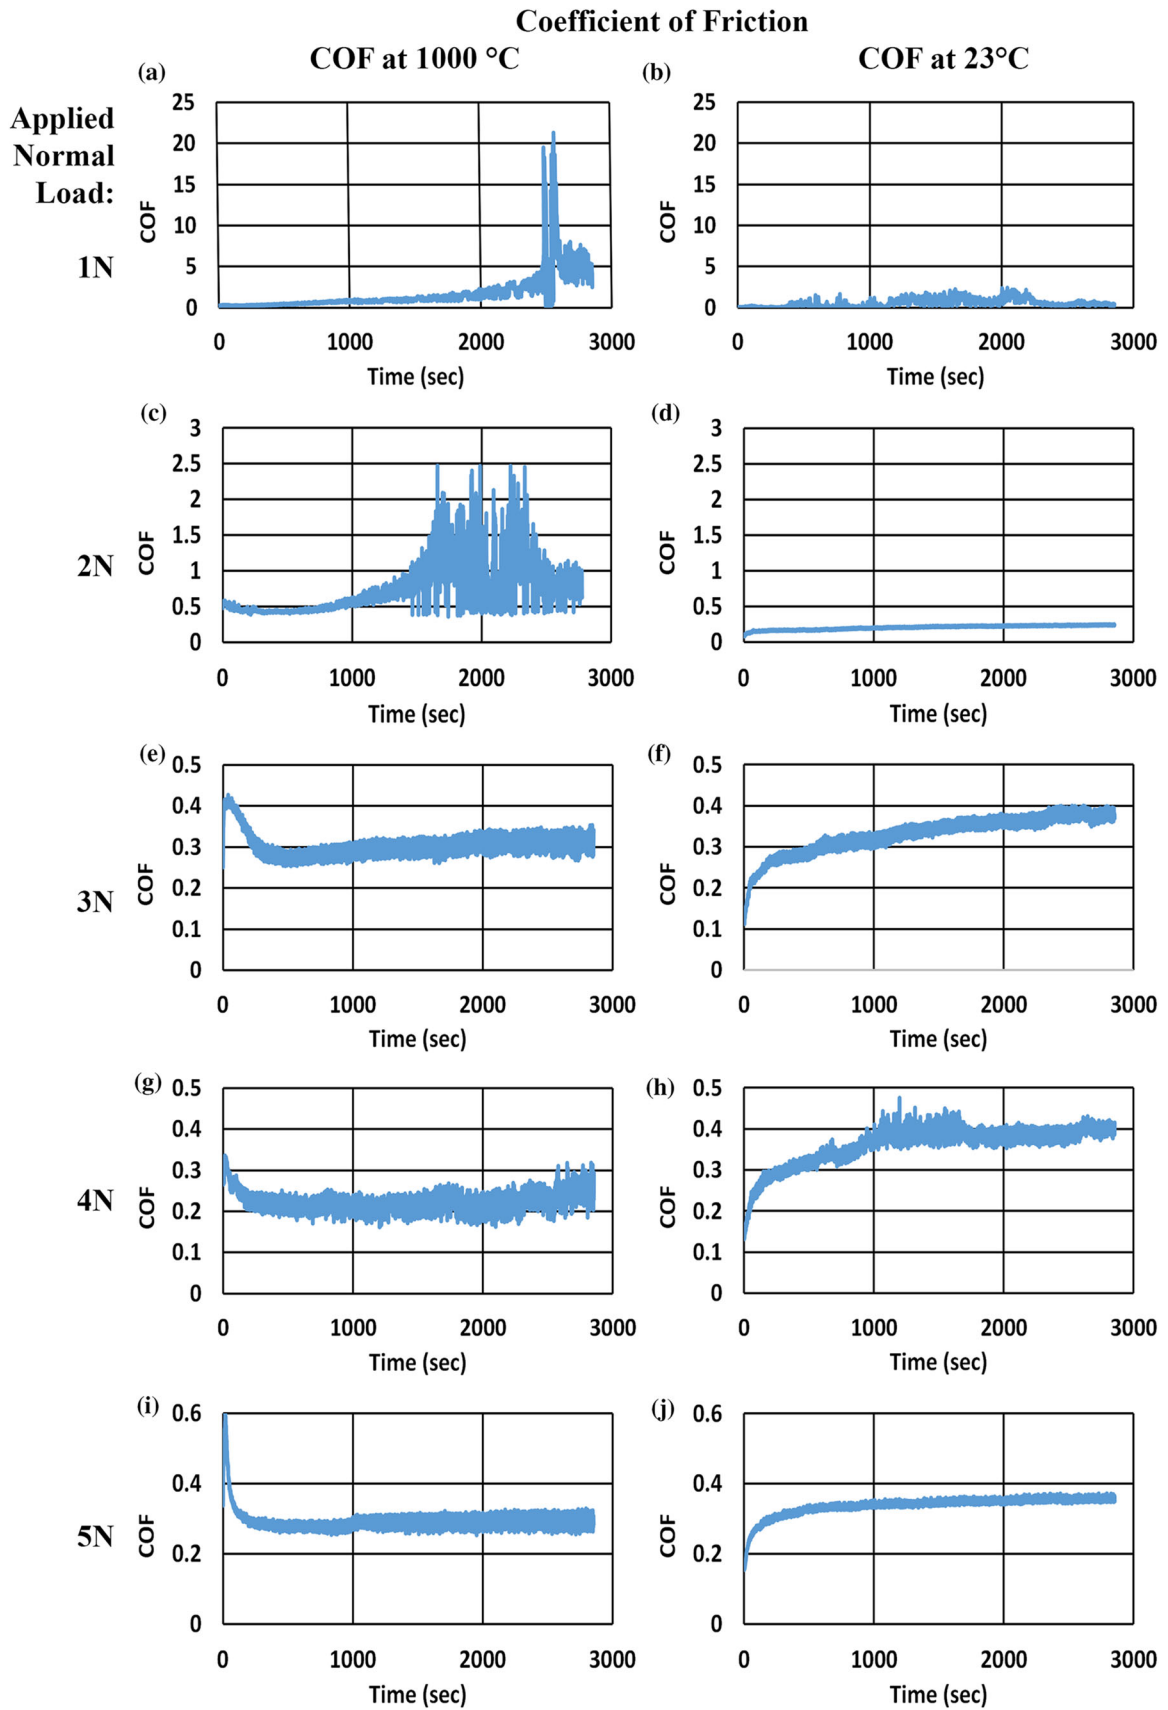 Coefficient of Friction
COF at 1000 °C
COF at 23°C
Applied
Normal
Load:
(a)
25
20
15
10
5
0
COF
0 1000 2000 3000
Time (sec)
(b)
25
20
15
10
5
0
COF
0 1000 2000 3000
Time (sec)
1N
(c)
3
2.5
2
1.5
1
0.5
0
COF
0 1000 2000 3000
Time (sec)
(d)
3
2.5
2
1.5
1
0.5
0
COF
0 1000 2000 3000
Time (sec)
2N
(e)
0.5
0.4
0.3
0.2
0.1
0
COF
0 1000 2000 3000
Time (sec)
(f)
0.5
0.4
0.3
0.2
0.1
0
COF
0 1000 2000 3000
Time (sec)
3N
(g)
0.5
0.4
0.3
0.2
0.1
0
COF
0 1000 2000 3000
Time (sec)
(h)
0.5
0.4
0.3
0.2
0.1
0
COF
0 1000 2000 3000
Time (sec)
4N
(i)
0.6
0.4
0.2
0
COF
0 1000 2000 3000
Time (sec)
(j)
0.6
0.4
0.2
0
COF
0 1000 2000 3000
Time (sec)
5N